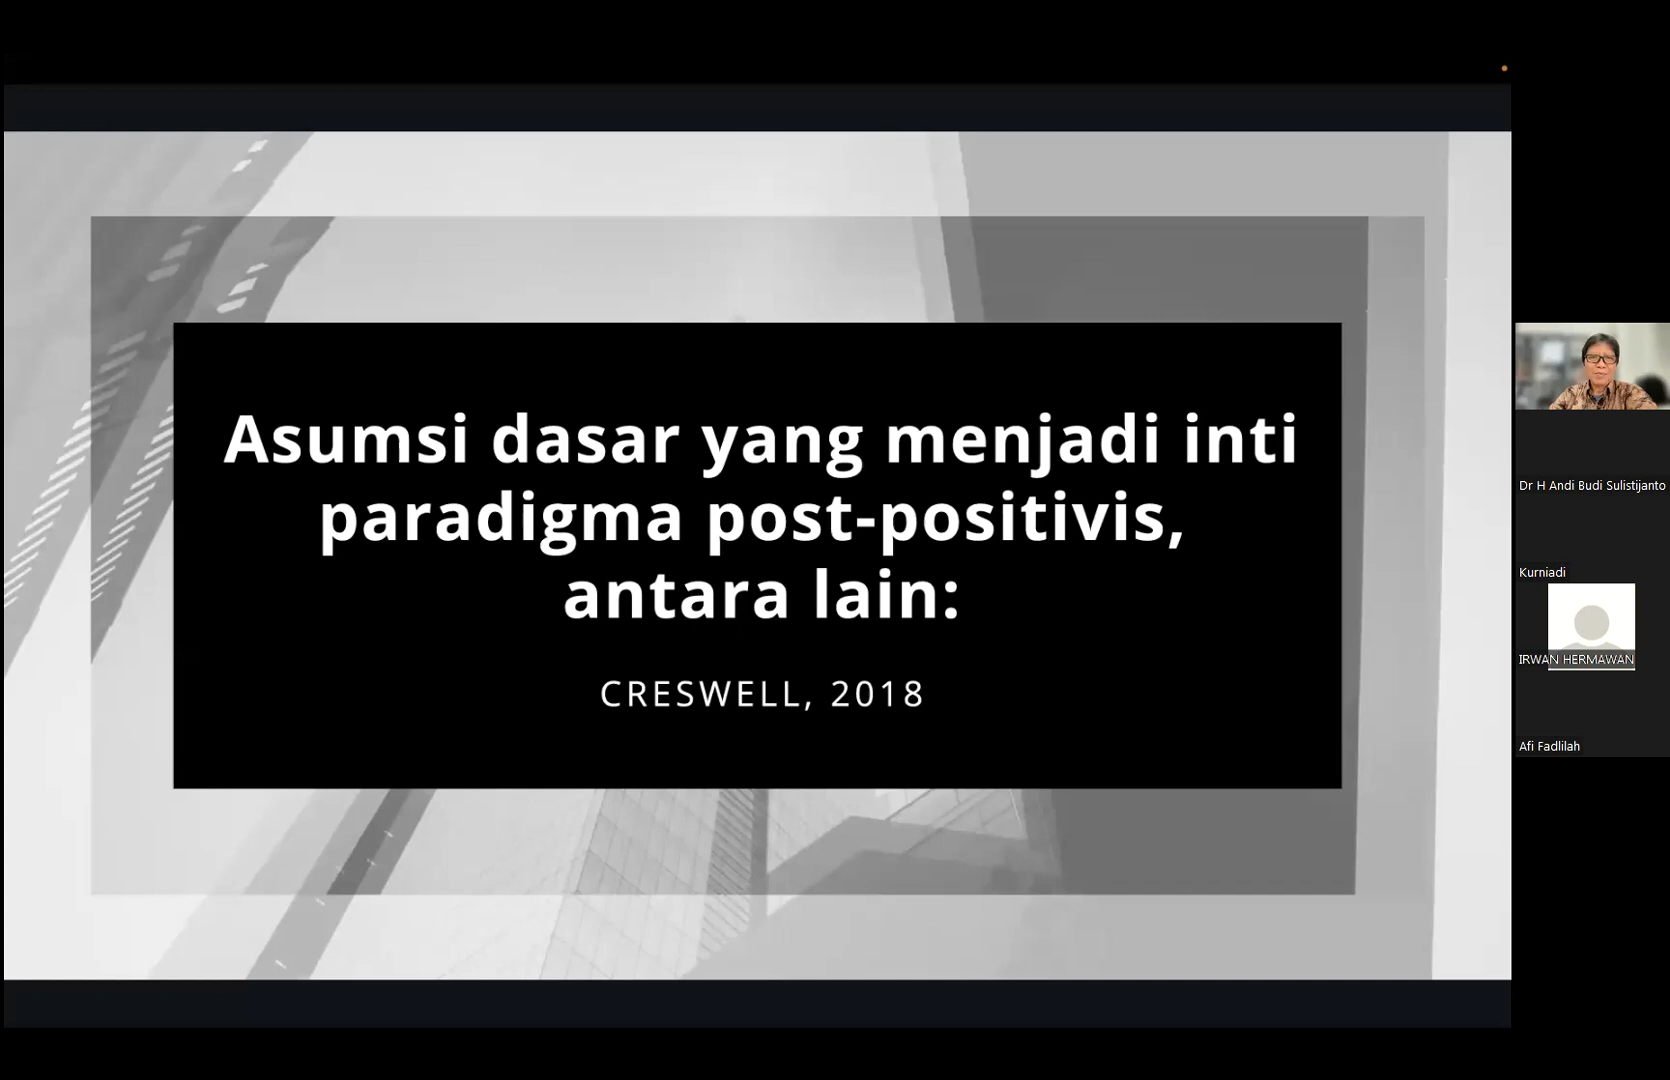 Asumsi dasar yang menjadi inti
paradigma post-positivis,
antara lain:
CRESWELL, 2018
Dr H Andi Budi Sulistijanto
Kurniadi
IRWAN HERMAWAN
Afi Fadlilah